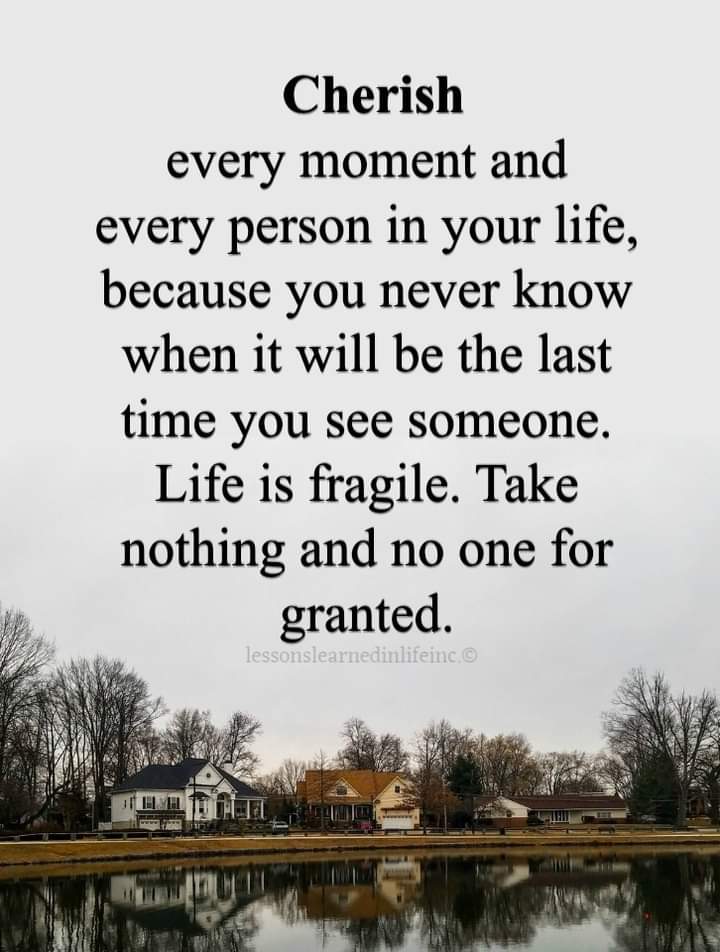 Cherish
every moment and
every person in your life,
because you never know
when it will be the last
time you see someone.
Life is fragile. Take
nothing and no one for
granted.
lessonslearnedinlifeinc.©